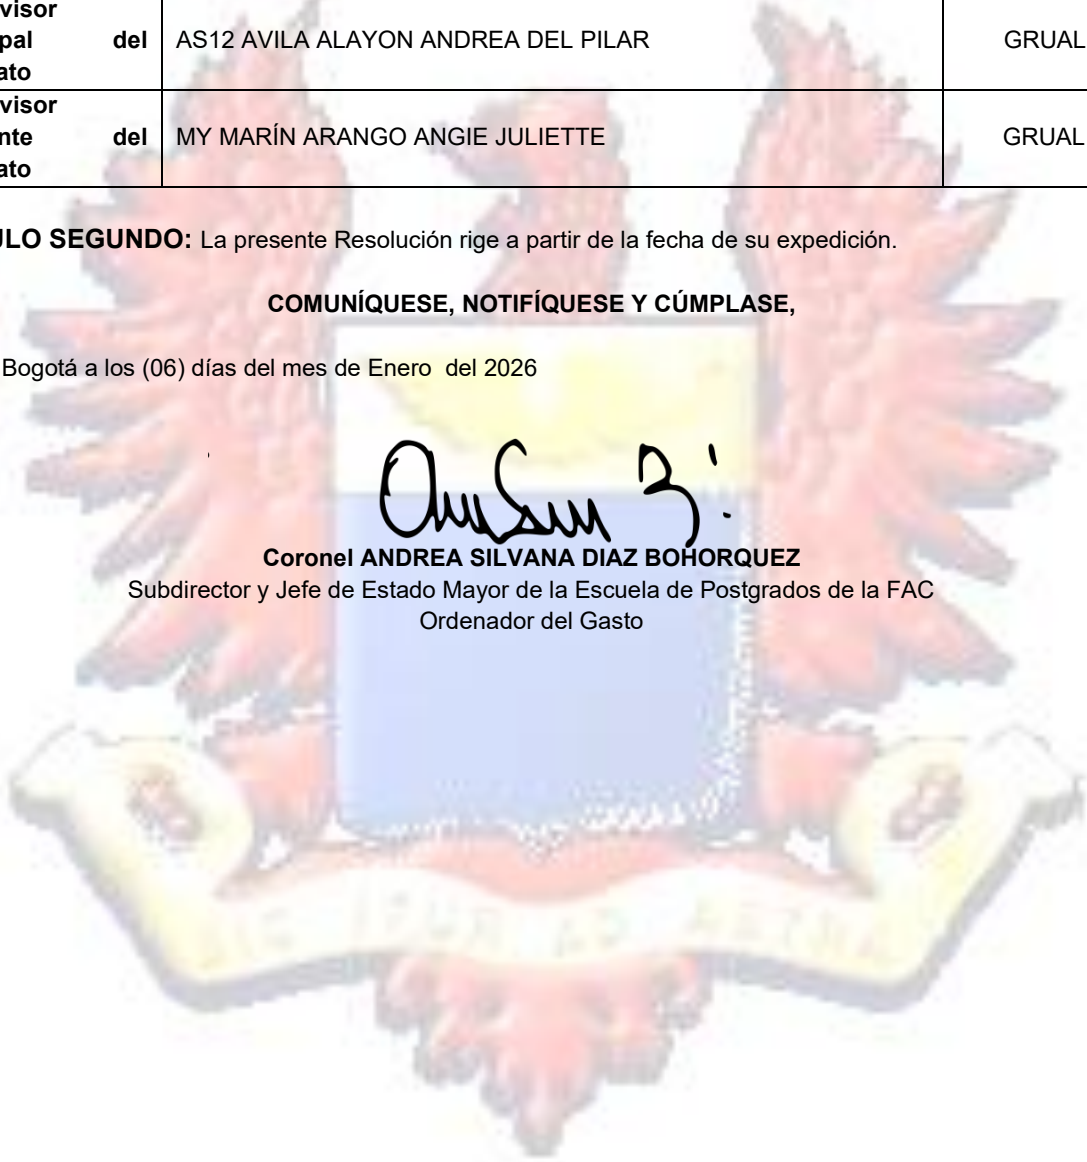 visor
pal del AS12 AVILA ALAYON ANDREA DEL PILAR GRUAL
ato
visor
nte del MY MARÍN ARANGO ANGIE JULIETTE GRUAL
ato
LO SEGUNDO: La presente Resolución rige a partir de la fecha de su expedición.
COMUNÍQUESE, NOTIFÍQUESE Y CÚMPLASE,
Bogotá a los (06) días del mes de Enero  del 2026
Coronel ANDREA SILVANA DIAZ BOHORQUEZ
Subdirector y Jefe de Estado Mayor de la Escuela de Postgrados de la FAC
Ordenador del Gasto